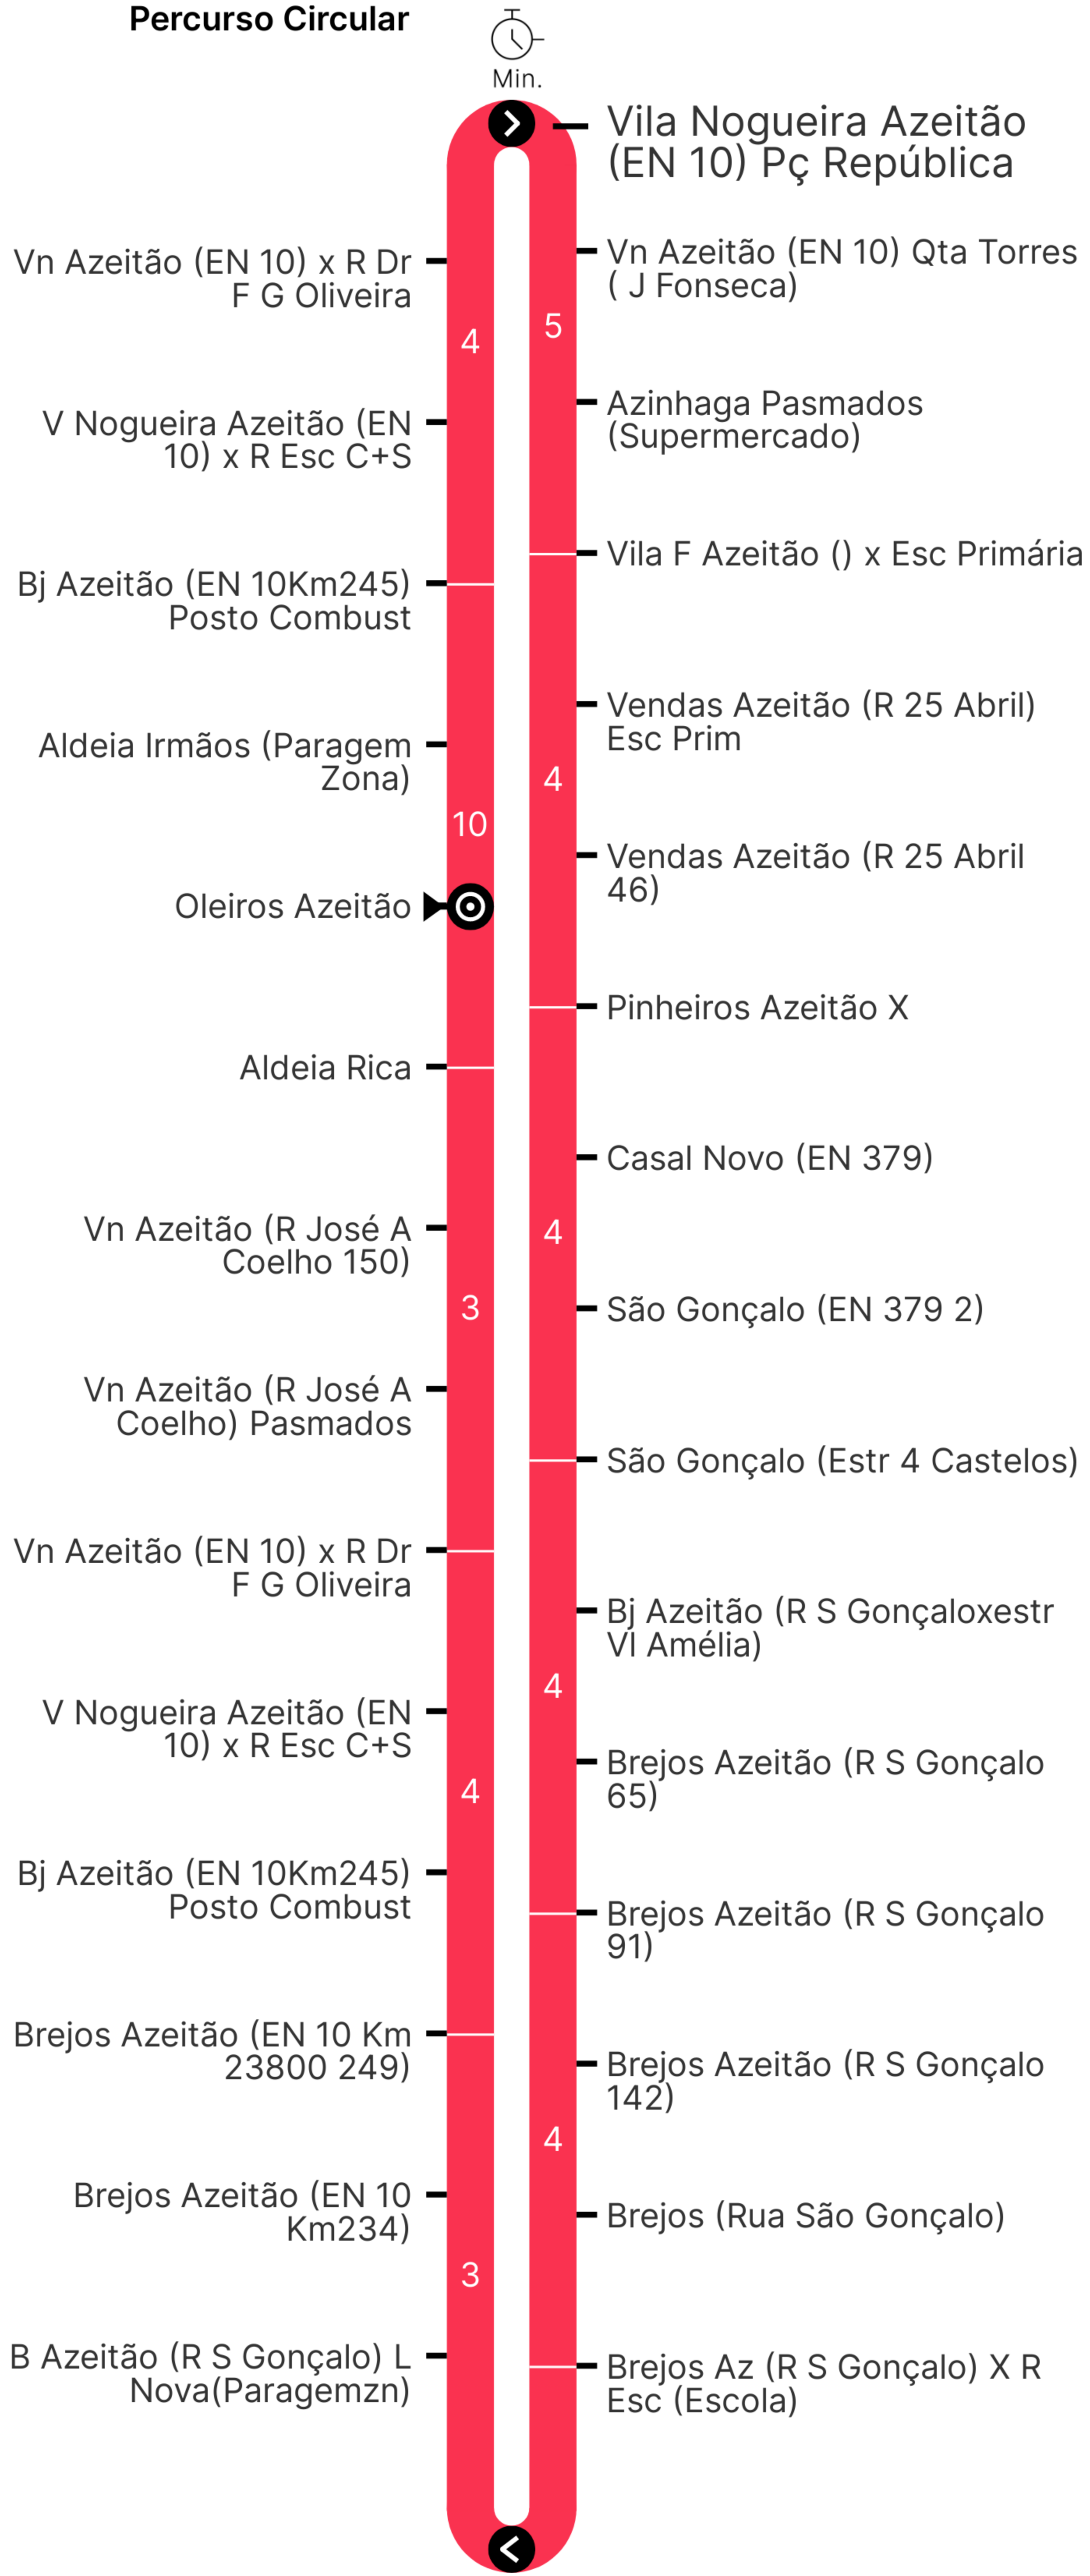 Percurso Circular
Min.
Vila Nogueira Azeitão
(EN 10) Pç República
Vn Azeitão (EN 10) Qta Torres
( J Fonseca)
5
Azinhaga Pasmados
(Supermercado)
Vila F Azeitão () x Esc Primária
Vendas Azeitão (R 25 Abril)
Esc Prim
4
Vendas Azeitão (R 25 Abril
46)
Pinheiros Azeitão X
Casal Novo (EN 379)
4
São Gonçalo (EN 379 2)
São Gonçalo (Estr 4 Castelos)
Bj Azeitão (R S Gonçaloxestr
Vl Amélia)
4
Brejos Azeitão (R S Gonçalo
65)
Brejos Azeitão (R S Gonçalo
91)
Brejos Azeitão (R S Gonçalo
142)
4
Brejos (Rua São Gonçalo)
Brejos Az (R S Gonçalo) X R
Esc (Escola)
Vn Azeitão (EN 10) x R Dr
F G Oliveira
4
V Nogueira Azeitão (EN
10) x R Esc C+S
Bj Azeitão (EN 10Km245)
Posto Combust
Aldeia Irmãos (Paragem
Zona)
10
Oleiros Azeitão
Aldeia Rica
Vn Azeitão (R José A
Coelho 150)
3
Vn Azeitão (R José A
Coelho) Pasmados
Vn Azeitão (EN 10) x R Dr
F G Oliveira
V Nogueira Azeitão (EN
10) x R Esc C+S
4
Bj Azeitão (EN 10Km245)
Posto Combust
Brejos Azeitão (EN 10 Km
23800 249)
Brejos Azeitão (EN 10
Km234)
3
B Azeitão (R S Gonçalo) L
Nova(Paragemzn)